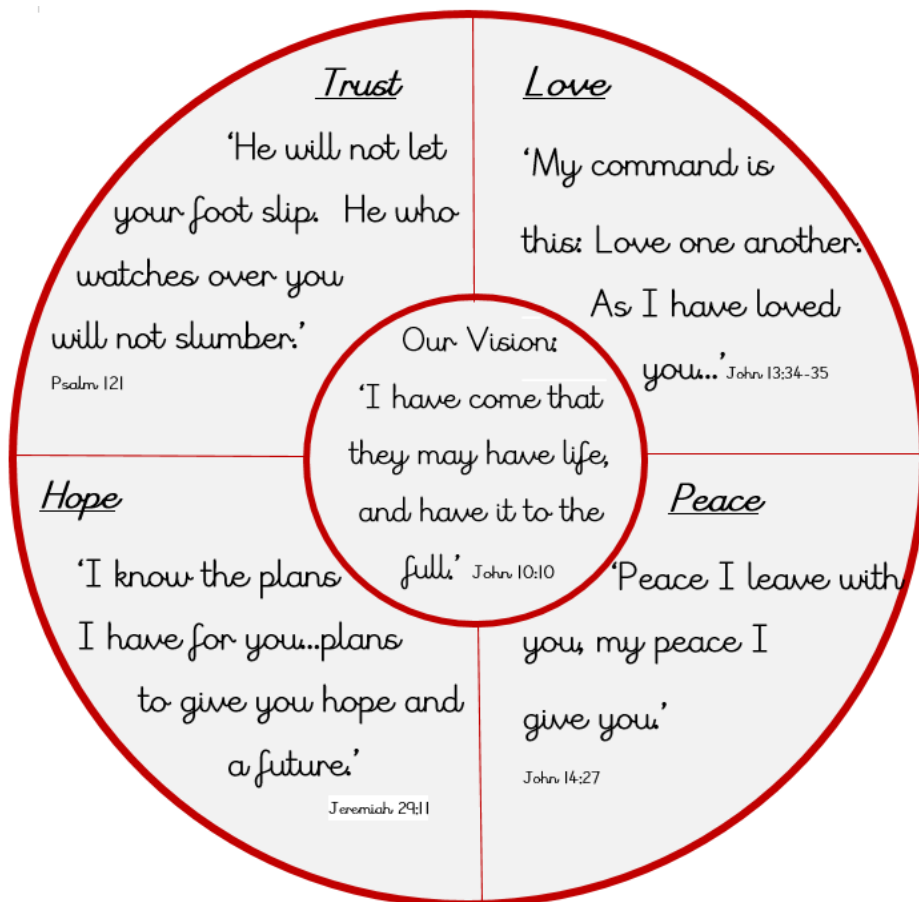 Trust
‘He will not let
your foot slip.  He who
watches over you
will not slumber.’
Psalm 121
Love
‘My command is
this: Love one another.
As I have loved
you...’ John 13:34-35
Our Vision:
‘I have come that
they may have life,
and have it to the
full.’ John 10:10
Hope
‘I know the plans
I have for you...plans
to give you hope and
a future.’
Jeremiah 29:11
Peace
‘Peace I leave with
you, my peace I
give you.’
John 14:27